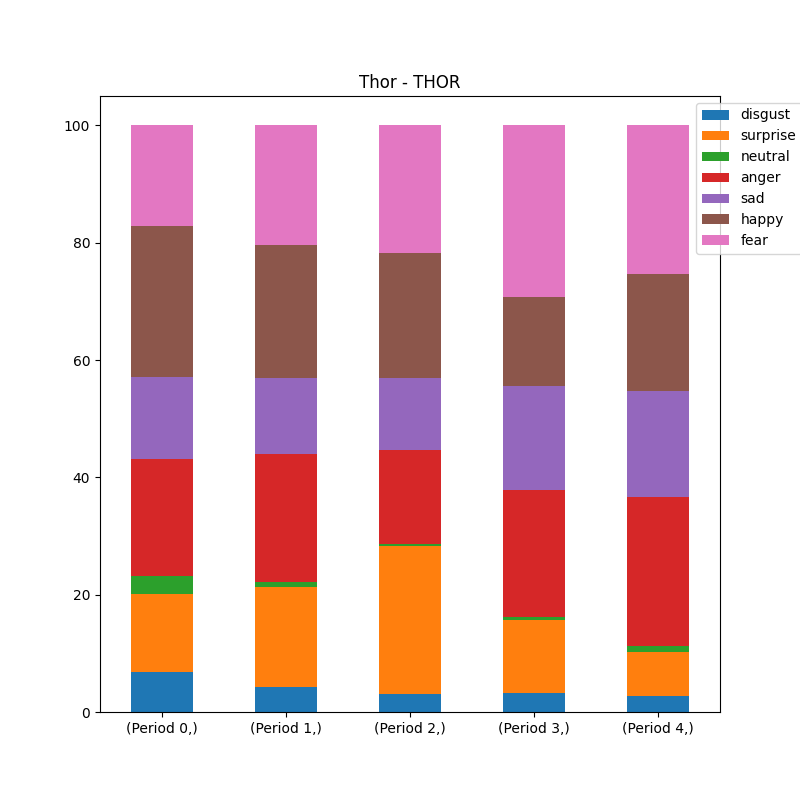 Thor - THOR
disgust
surprise
neutral
anger
sad
happy
fear
100
80
60
40
20
0
(Period 0,) (Period 1,) (Period 2,) (Period 3,) (Period 4,)